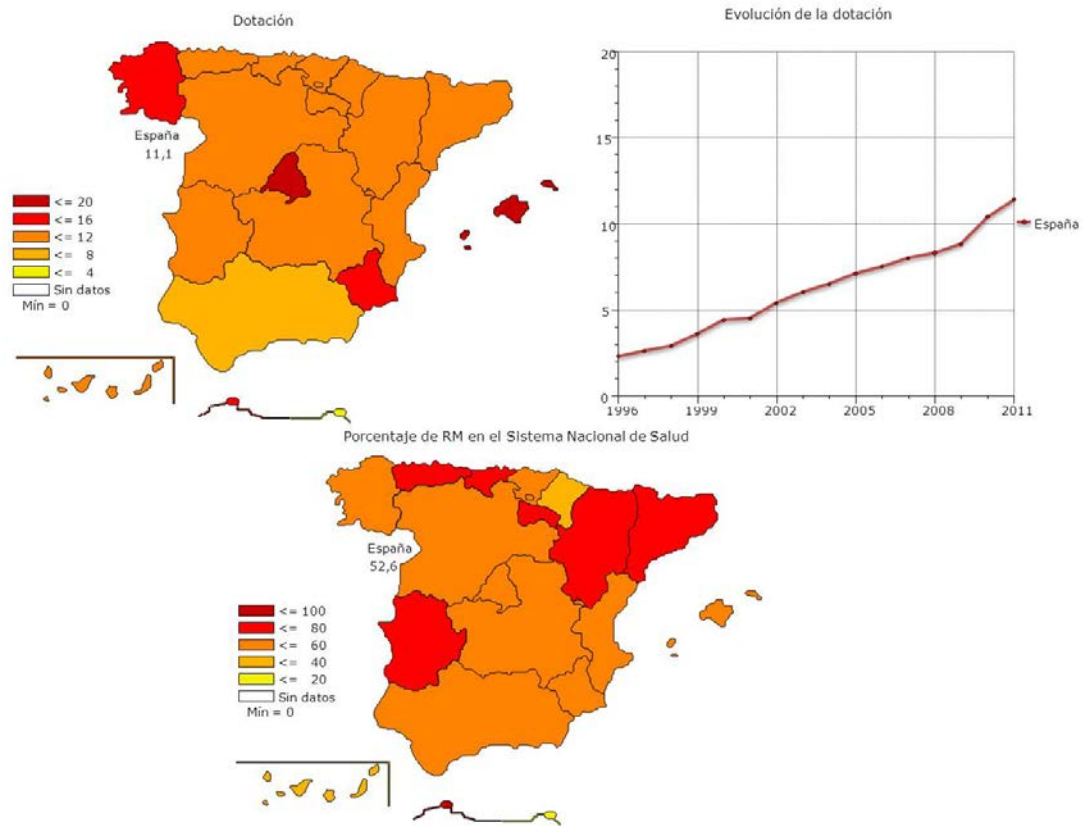 Dotación
España
11,1
<= 20
<= 16
<= 12
<= 8
<= 4
Sin datos
Mín = 0
Evolución de la dotación
20
15
10
5
0
1996
1999
2002
2005
2008
2011
España
Porcentaje de RM en el Sistema Nacional de Salud
España
52,6
<= 100
<= 80
<= 60
<= 40
<= 20
Sin datos
Mín = 0